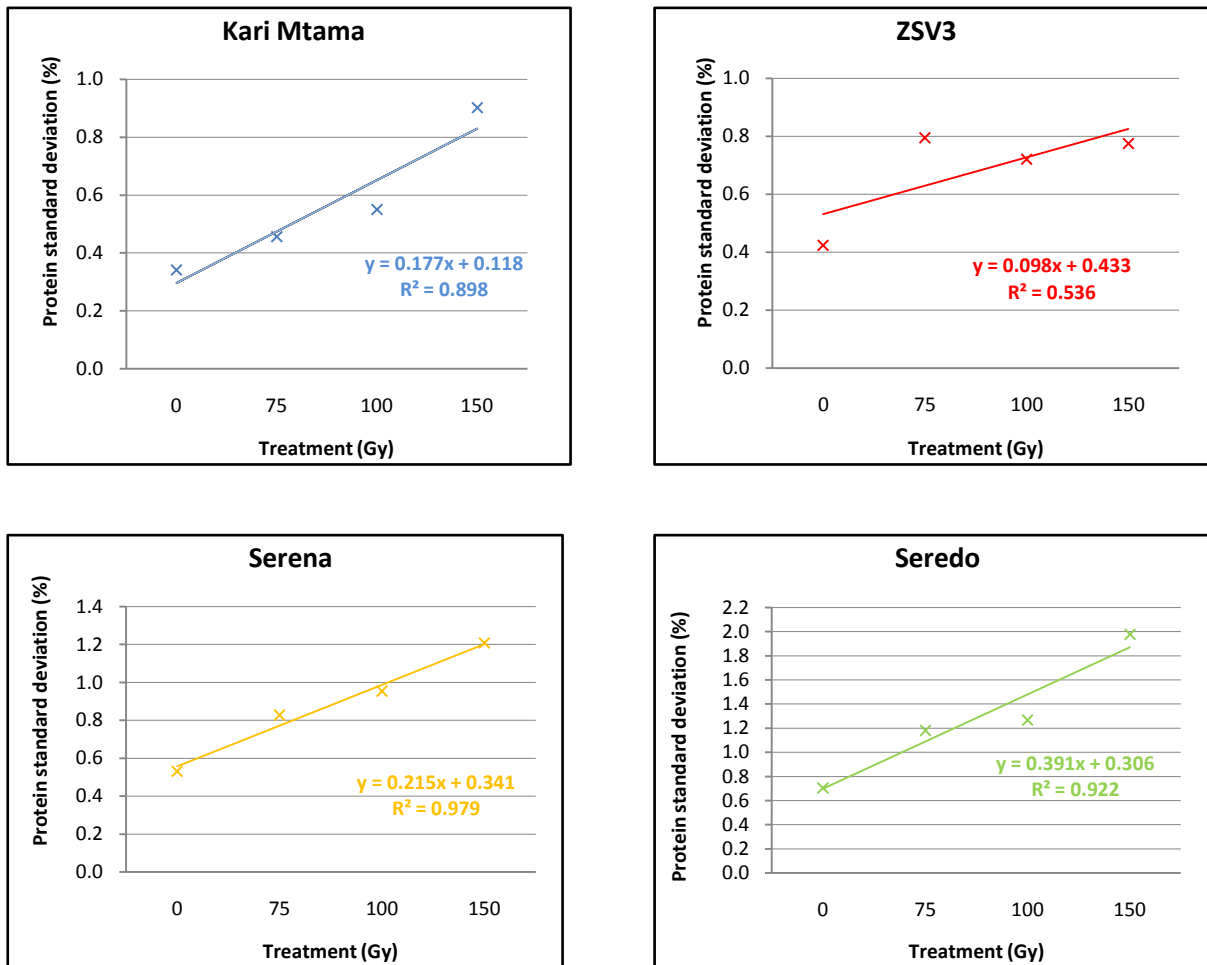 Kari Mtama
Protein standard deviation (%)
1.0
0.8
0.6
0.4
0.2
0.0
y = 0.177x + 0.118
R² = 0.898
0 75 100 150
Treatment (Gy)
ZSV3
Protein standard deviation (%)
1.0
0.8
0.6
0.4
0.2
0.0
y = 0.098x + 0.433
R² = 0.536
0 75 100 150
Treatment (Gy)
Serena
Protein standard deviation (%)
1.4
1.2
1.0
0.8
0.6
0.4
0.2
0.0
y = 0.215x + 0.341
R² = 0.979
0 75 100 150
Treatment (Gy)
Seredo
Protein standard deviation (%)
2.2
2.0
1.8
1.6
1.4
1.2
1.0
0.8
0.6
0.4
0.2
0.0
y = 0.391x + 0.306
R² = 0.922
0 75 100 150
Treatment (Gy)